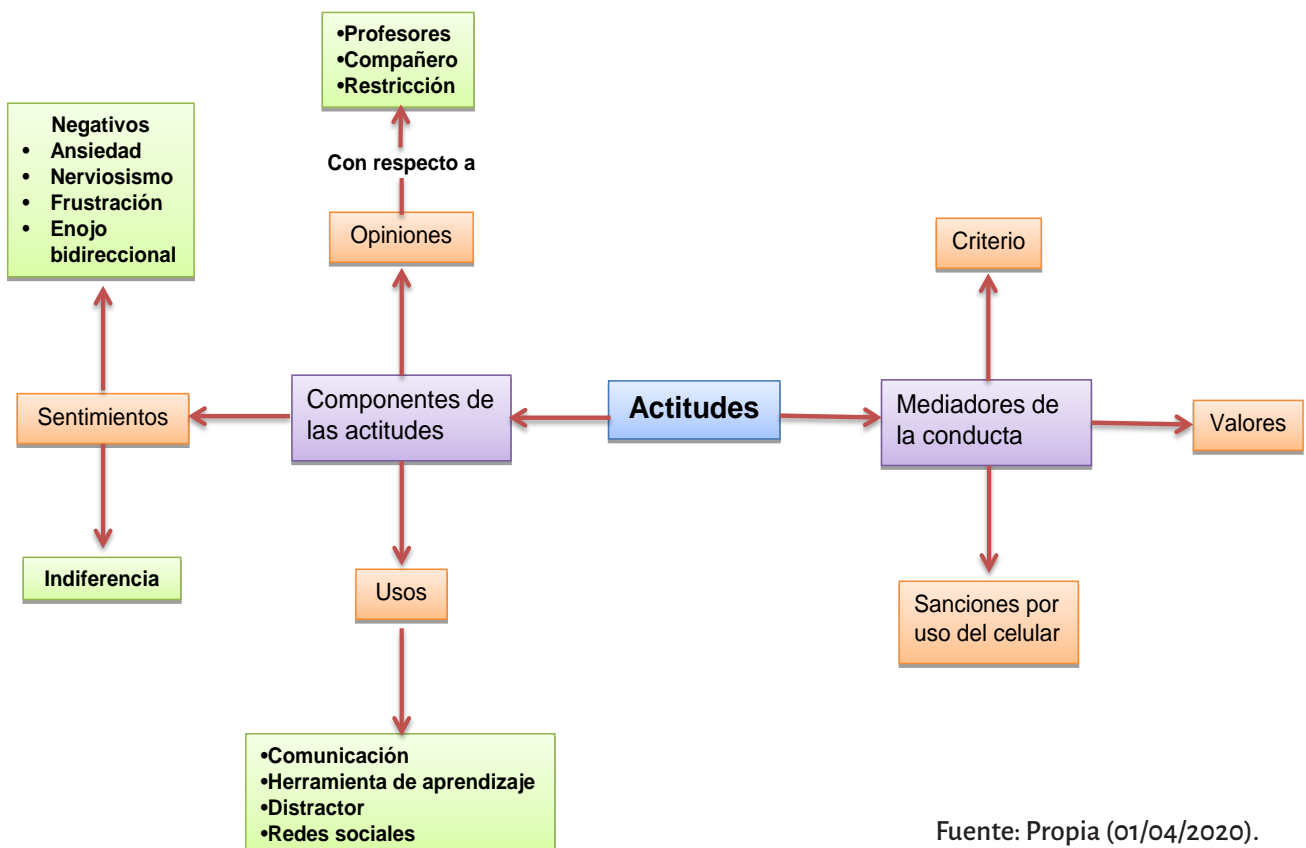 •Profesores
•Compañero
•Restricción
Negativos
• Ansiedad
• Nerviosismo
• Frustración
• Enojo
bidireccional
Con respecto a
Opiniones
Criterio
Sentimientos
Componentes de
las actitudes
Actitudes
Mediadores de
la conducta
Valores
Indiferencia
Usos
Sanciones por
uso del celular
•Comunicación
•Herramienta de aprendizaje
•Distractor
•Redes sociales
Fuente: Propia (01/04/2020).